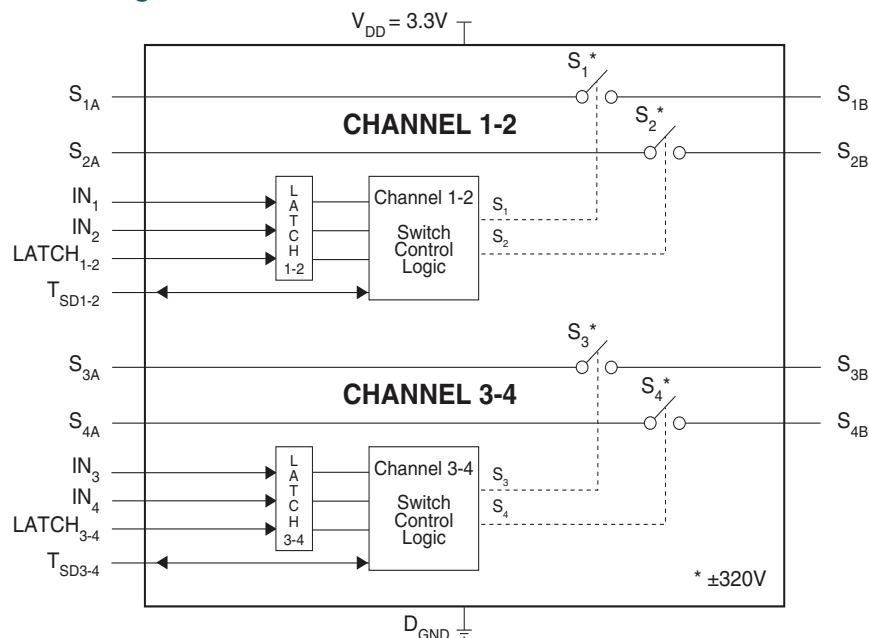 V_DD = 3.3V
S_1*
S_1A
S_1B
CHANNEL 1-2
S_2*
S_2A
S_2B
IN_1
IN_2
LATCH_1-2
T_SD1-2
LATCH 1-2
Channel 1-2
Switch
Control
Logic
S_1
S_2
S_3*
S_3A
S_3B
CHANNEL 3-4
S_4*
S_4A
S_4B
IN_3
IN_4
LATCH_3-4
T_SD3-4
LATCH 3-4
Channel 3-4
Switch
Control
Logic
S_3
S_4
* ±320V
D_GND